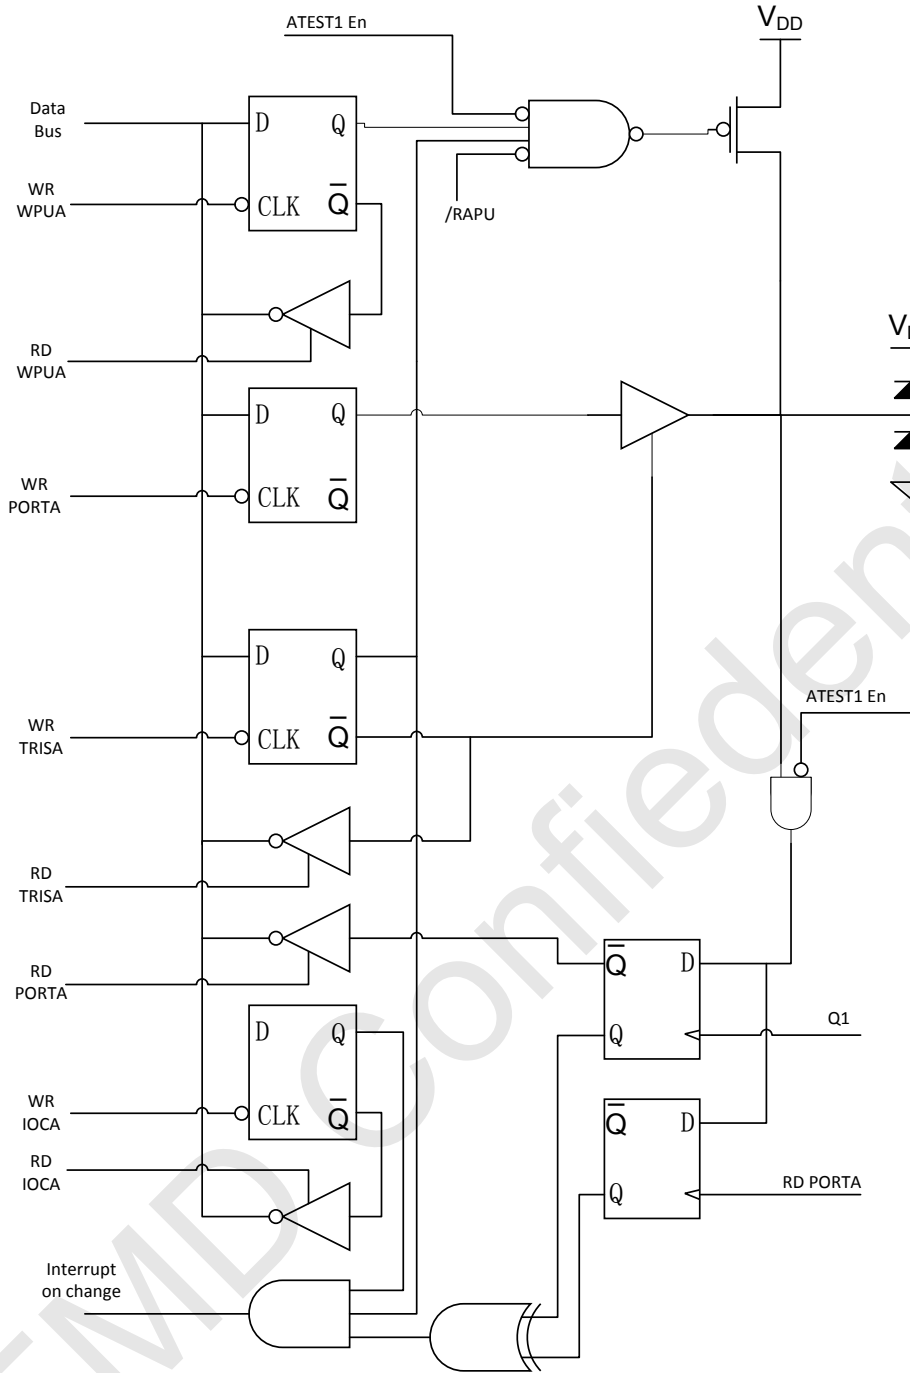 ATEST1 En
VDD
Data
Bus
D
Q
WR
WPUA
CLK
Q
/RAPU
RD
WPUA
D
Q
WR
PORTA
CLK
Q
D
Q
ATEST1 En
WR
TRISA
CLK
Q
RD
TRISA
Q
D
RD
PORTA
D
Q
Q
Q1
WR
IOCA
CLK
Q
Q
D
RD
IOCA
Q
RD PORTA
Interrupt
on change